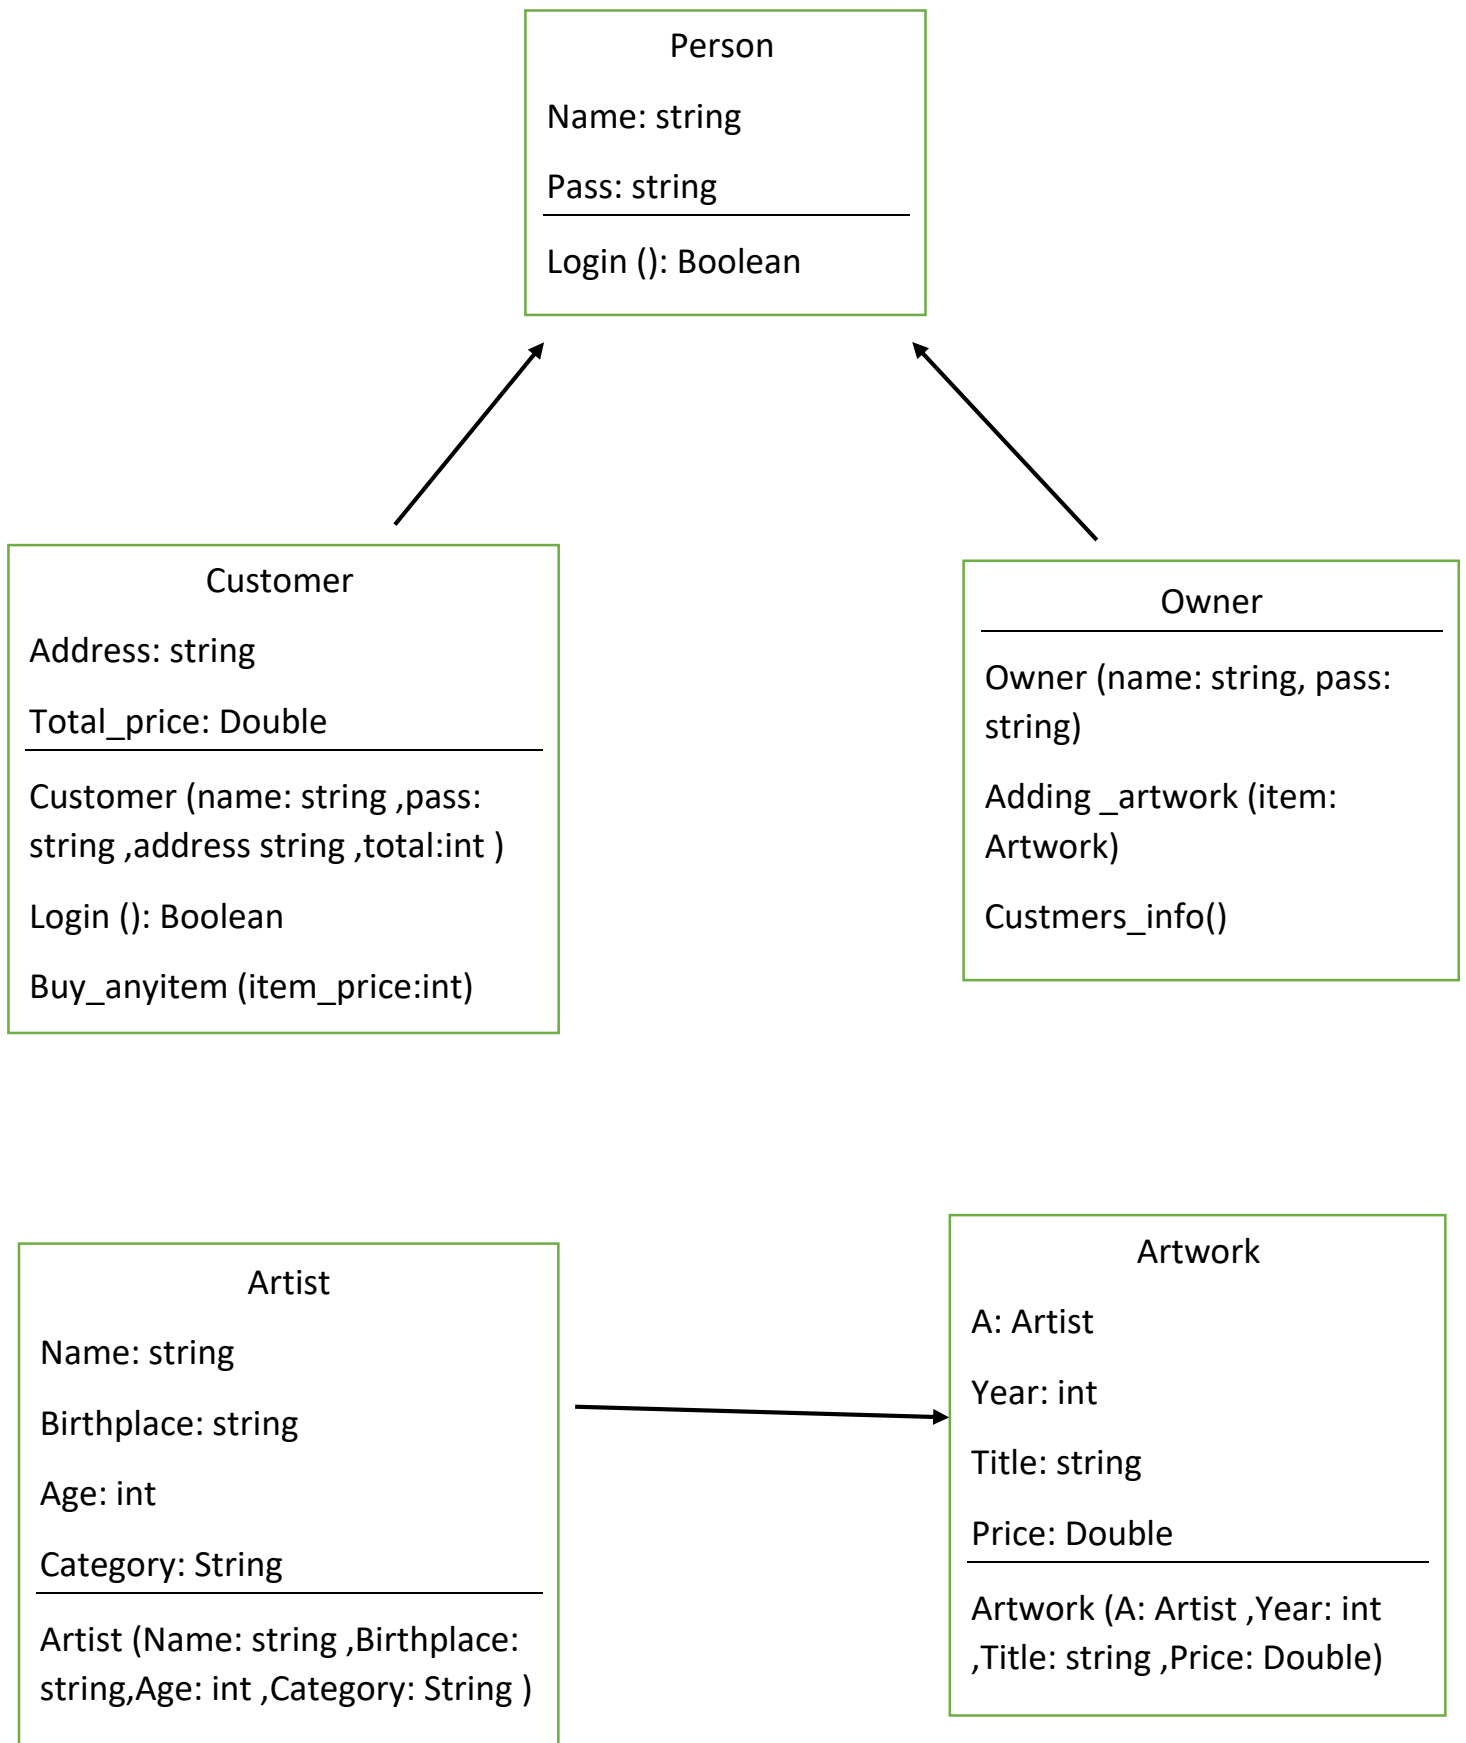 Person
Name: string
Pass: string
Login (): Boolean
Customer
Address: string
Total_price: Double
Customer (name: string ,pass:
string ,address string ,total:int )
Login (): Boolean
Buy_anyitem (item_price:int)
Owner
Owner (name: string, pass:
string)
Adding _artwork (item:
Artwork)
Custmers_info()
Artist
Name: string
Birthplace: string
Age: int
Category: String
Artist (Name: string ,Birthplace:
string,Age: int ,Category: String )
Artwork
A: Artist
Year: int
Title: string
Price: Double
Artwork (A: Artist ,Year: int
,Title: string ,Price: Double)